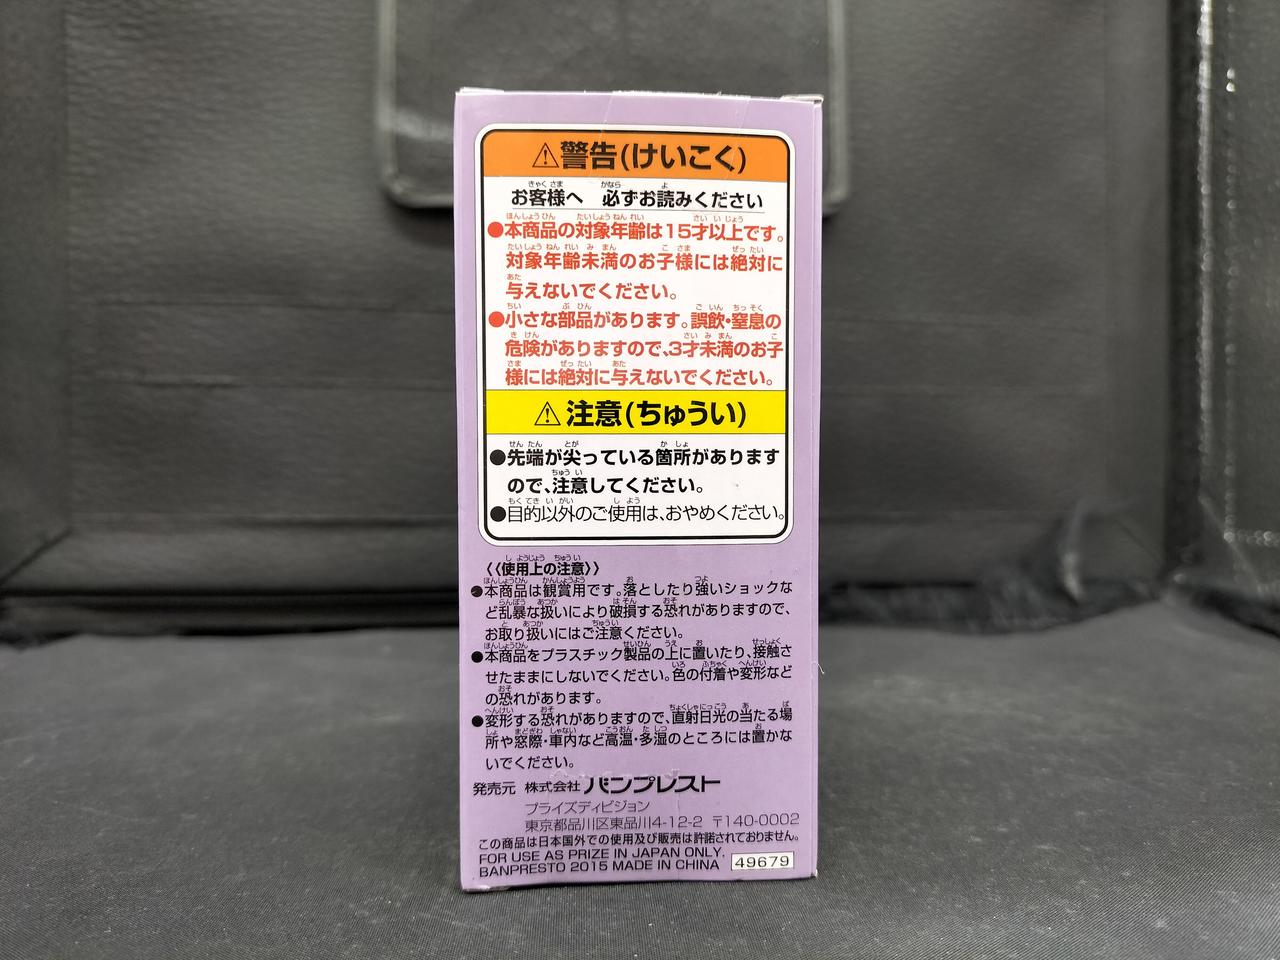 ⚠警告(けいこく)
お客様へ 必ずお読みください
●本商品の対象年齢は15才以上です。
対象年齢未満のお子様には絶対に
与えないでください。
●小さな部品があります。誤飲・窒息の
危険がありますので、3才未満のお子
様には絶対に与えないでください。
⚠注意(ちゅうい)
●先端が尖っている箇所があります
ので、注意してください。
●目的以外のご使用は、おやめください。
〈〈使用上の注意〉〉
●本商品は観賞用です。落としたり強いショックな
ど乱暴な扱いにより破損する恐れがありますので、
お取り扱いにはご注意ください。
●本商品をプラスチック製品の上に置いたり、接触さ
せたままにしないでください。色の付着や変形など
の恐れがあります。
●変形する恐れがありますので、直射日光の当たる場
所や窓際・車内など高温・多湿のところには置かな
いでください。
発売元 株式会社バンプレスト
プライズディビジョン
東京都品川区東品川4-12-2 〒140-0002
この商品は日本国外での使用及び販売は許諾されておりません。
FOR USE AS PRIZE IN JAPAN ONLY.
BANPRESTO 2015 MADE IN CHINA 49679